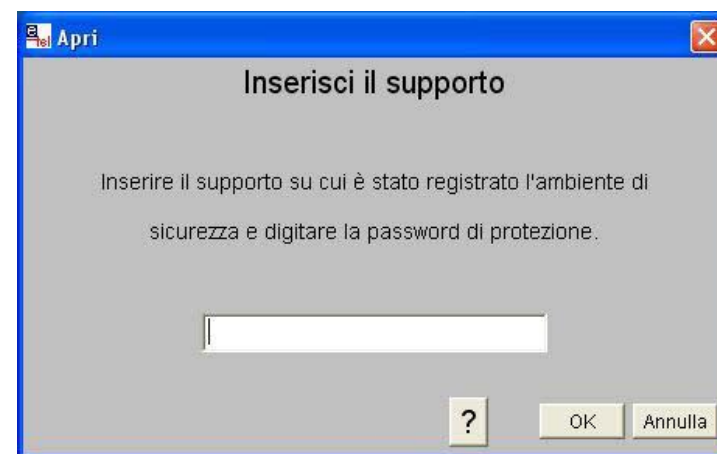 Apri
Inserisci il supporto
Inserire il supporto su cui è stato registrato l'ambiente di
sicurezza e digitare la password di protezione.
? OK Annulla